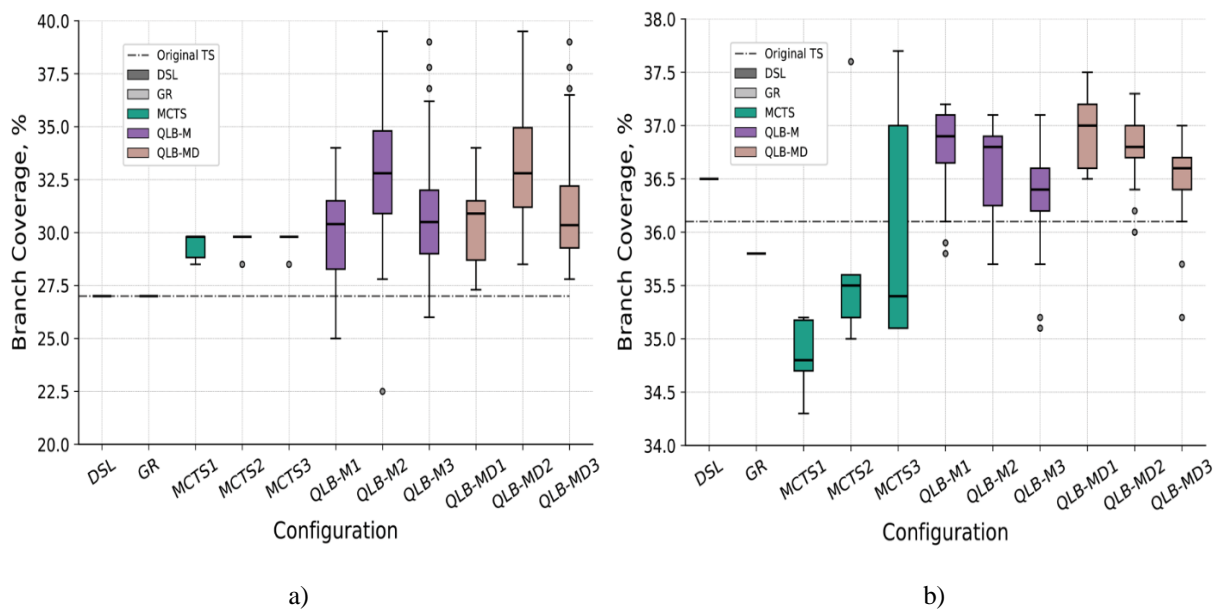 40.0
37.5
35.0
32.5
30.0
27.5
25.0
22.5
20.0
Branch Coverage, %
Original TS
DSL
GR
MCTS
QLB-M
QLB-MD
DSL
GR
MCTS1
MCTS2
MCTS3
QLB-M1
QLB-M2
QLB-M3
QLB-MD1
QLB-MD2
QLB-MD3
Configuration
a)
38.0
37.5
37.0
36.5
36.0
35.5
35.0
34.5
34.0
Branch Coverage, %
Original TS
DSL
GR
MCTS
QLB-M
QLB-MD
DSL
GR
MCTS1
MCTS2
MCTS3
QLB-M1
QLB-M2
QLB-M3
QLB-MD1
QLB-MD2
QLB-MD3
Configuration
b)